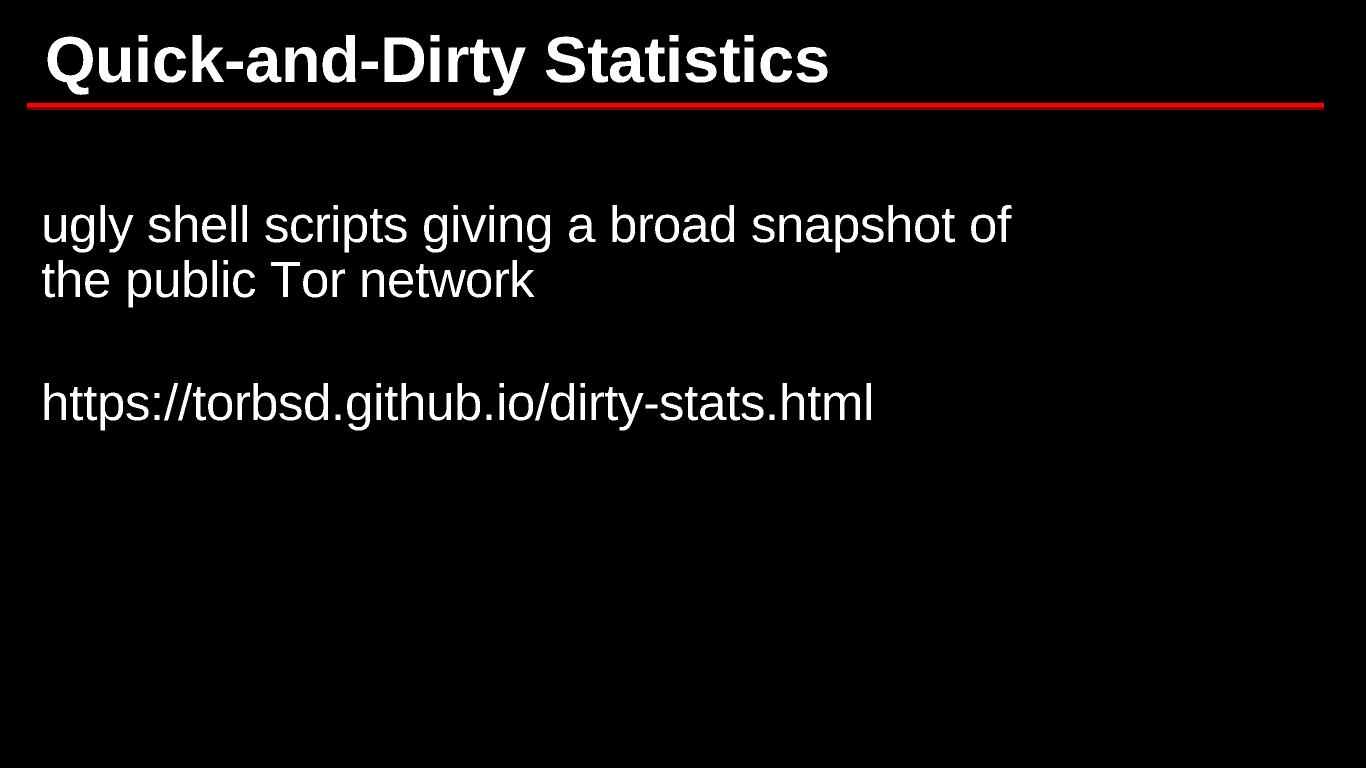 Quick-and-Dirty Statistics
ugly shell scripts giving a broad snapshot of
the public Tor network
https://torbsd.github.io/dirty-stats.html